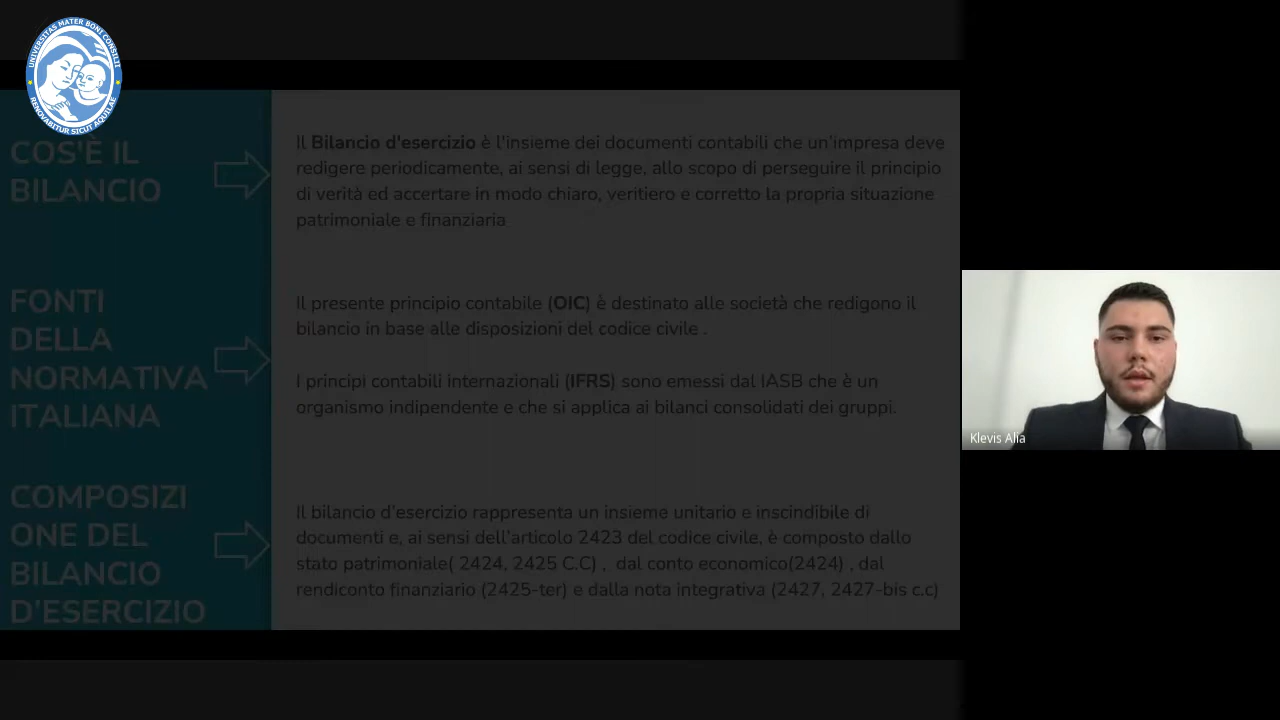 UNIVERSITAS MATER BONI CONSILII
RENOVABITUR SICUT AQUILAE
COS'È IL
BILANCIO
Il Bilancio d'esercizio è l'insieme dei documenti contabili che un'impresa deve
redigere periodicamente, ai sensi di legge, allo scopo di perseguire il principio
di verità ed accertare in modo chiaro, veritiero e corretto la propria situazione
patrimoniale e finanziaria
FONTI
DELLA
NORMATIVA
ITALIANA
Il presente principio contabile (OIC) è destinato alle società che redigono il
bilancio in base alle disposizioni del codice civile .
I principi contabili internazionali (IFRS) sono emessi dal IASB che è un
organismo indipendente e che si applica ai bilanci consolidati dei gruppi.
COMPOSIZI
ONE DEL
BILANCIO
D'ESERCIZIO
Il bilancio d'esercizio rappresenta un insieme unitario e inscindibile di
documenti e, ai sensi dell'articolo 2423 del codice civile, è composto dallo
stato patrimoniale( 2424, 2425 C.C) , dal conto economico(2424) , dal
rendiconto finanziario (2425-ter) e dalla nota integrativa (2427, 2427-bis c.c)
Klevis Alia